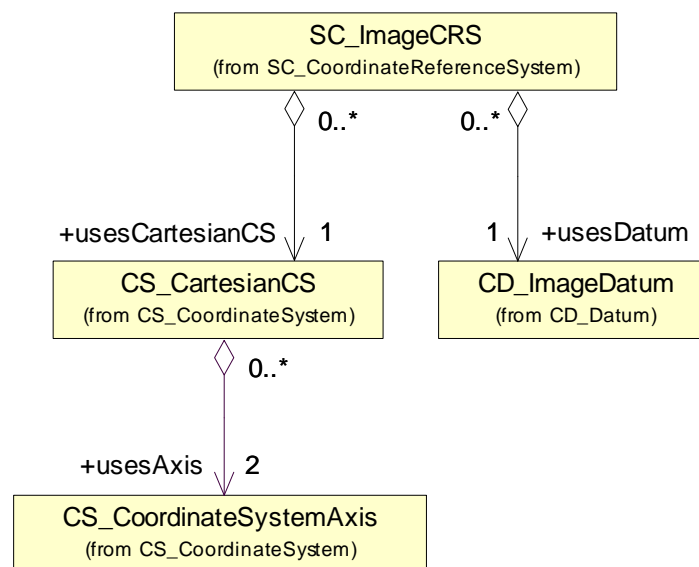 SC_ImageCRS
(from SC_CoordinateReferenceSystem)
0..* 0..*
+usesCartesianCS 1 1 +usesDatum
CS_CartesianCS
(from CS_CoordinateSystem)
CD_ImageDatum
(from CD_Datum)
0..*
+usesAxis 2
CS_CoordinateSystemAxis
(from CS_CoordinateSystem)